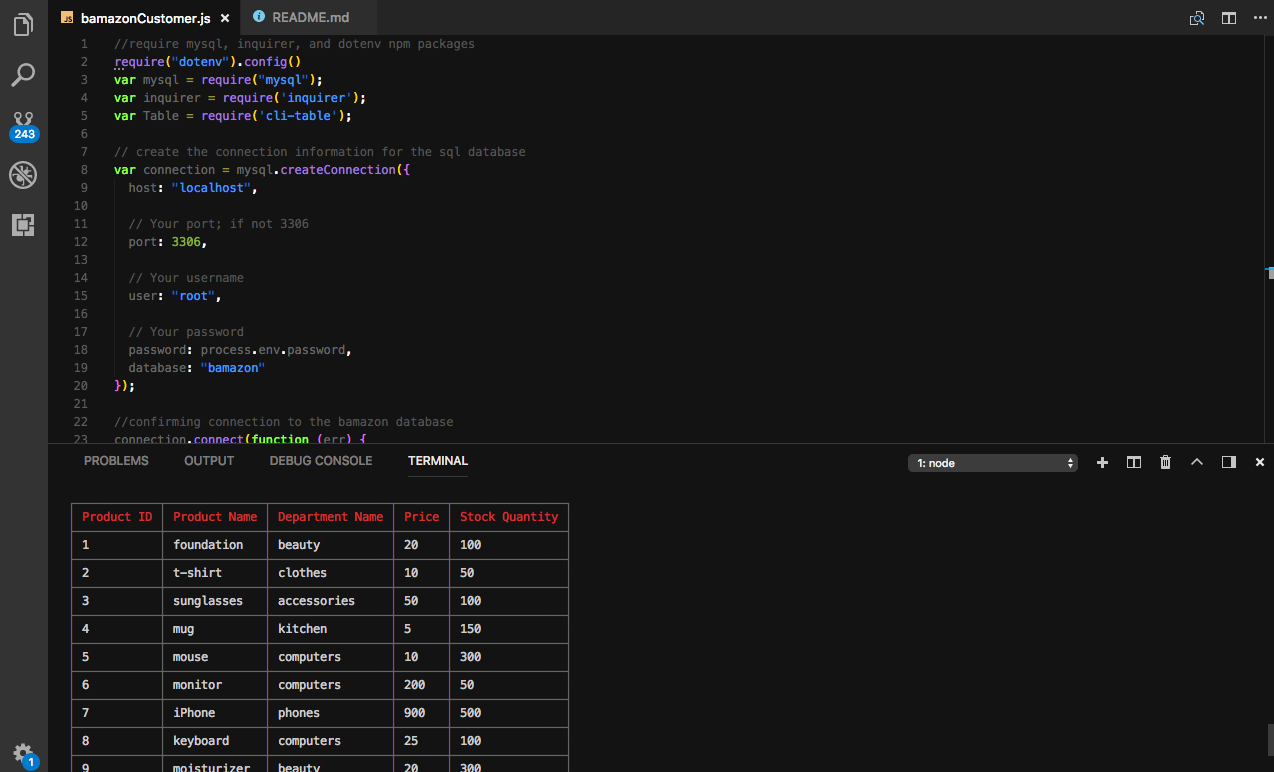 JS bamazonCustomer.js × README.md
1 //require mysql, inquirer, and dotenv npm packages
2 require("dotenv").config()
3 var mysql = require("mysql");
4 var inquirer = require('inquirer');
5 var Table = require('cli-table');
6
7 // create the connection information for the sql database
8 var connection = mysql.createConnection({
9 host: "localhost",
10
11 // Your port; if not 3306
12 port: 3306,
13
14 // Your username
15 user: "root",
16
17 // Your password
18 password: process.env.password,
19 database: "bamazon"
20 });
21
22 //confirming connection to the bamazon database
23 connection.connect(function (err) {
243
1
PROBLEMS OUTPUT DEBUG CONSOLE TERMINAL 1: node
Product ID Product Name Department Name Price Stock Quantity
1 foundation beauty 20 100
2 t-shirt clothes 10 50
3 sunglasses accessories 50 100
4 mug kitchen 5 150
5 mouse computers 10 300
6 monitor computers 200 50
7 iPhone phones 900 500
8 keyboard computers 25 100
9 moisturizer beauty 20 300